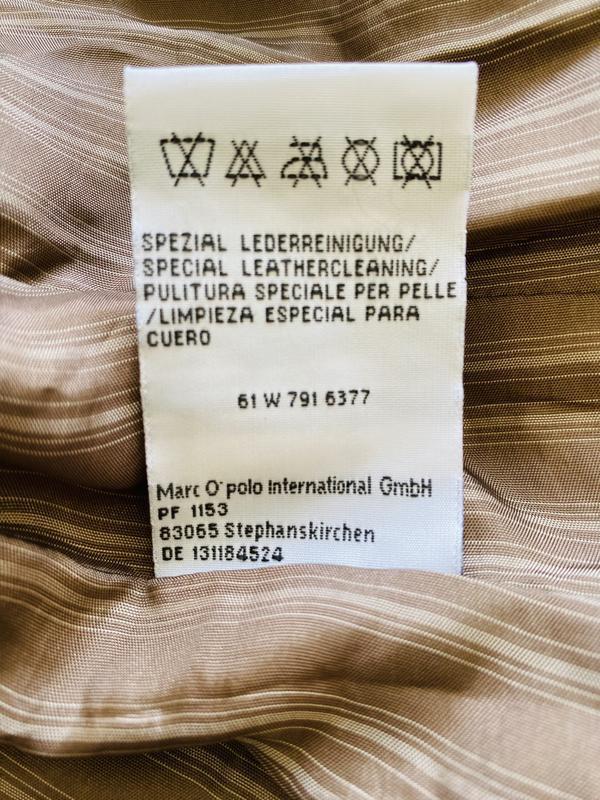 SPEZIAL LEDERREINIGUNG/
SPECIAL LEATHERCLEANING/
PULITURA SPECIALE PER PELLE
/LIMPIEZA ESPECIAL PARA
CUERO
61 W 791 6377
Marc O'polo International GmbH
PF 1153
83065 Stephanskirchen
DE 131184524